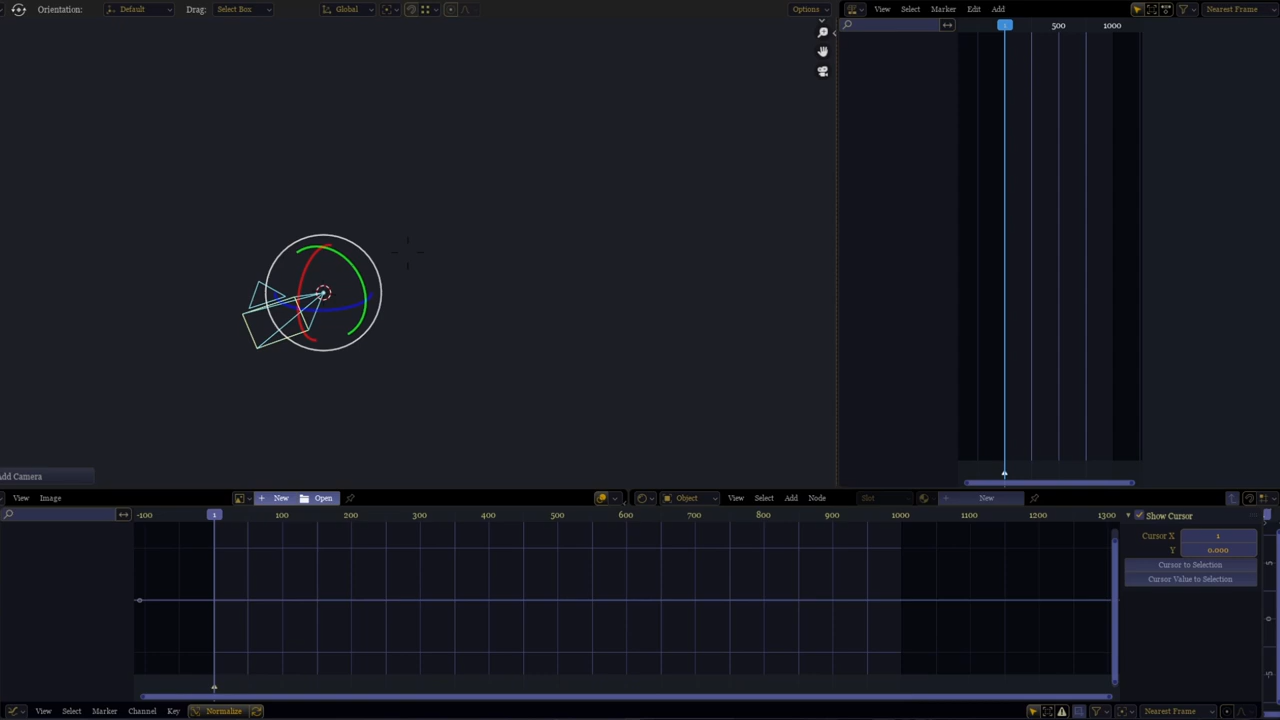 Orientation: Default Drag: Select Box Global Options
View Select Marker Edit Add Nearest Frame
1 500 1000
Add Camera
View Image New Open
Object View Select Add Node Slot New
-100 1 100 200 300 400 500 600 700 800 900 1000 1100 1200 1300
Show Cursor
Cursor X 1
Y 0.000
Cursor to Selection
Cursor Value to Selection
View Select Marker Channel Key Normalize Nearest Frame